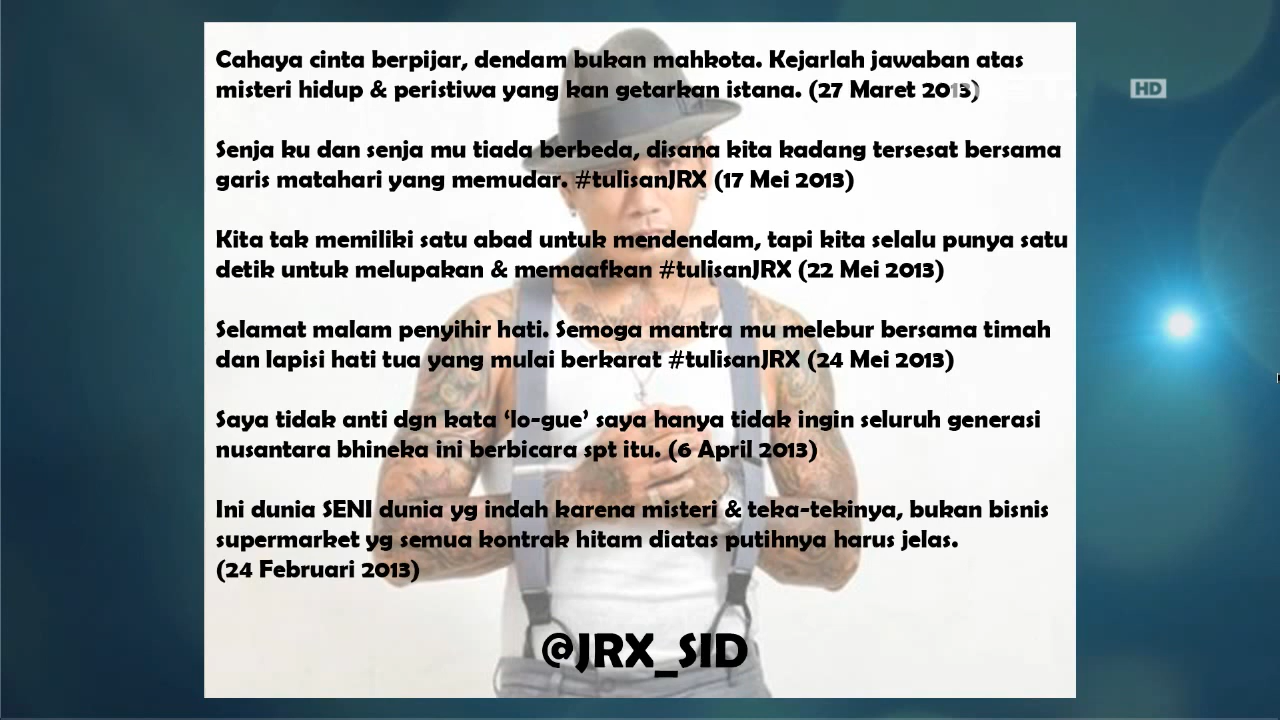 Cahaya cinta berpijar, dendam bukan mahkota. Kejarlah jawaban atas
misteri hidup & peristiwa yang kan getarkan istana. (27 Maret 2013)
HD
Senja ku dan senja mu tiada berbeda, disana kita kadang tersesat bersama
garis matahari yang memudar. #tulisanJRX (17 Mei 2013)
Kita tak memiliki satu abad untuk mendendam, tapi kita selalu punya satu
detik untuk melupakan & memaafkan #tulisanJRX (22 Mei 2013)
Selamat malam penyihir hati. Semoga mantra mu melebur bersama timah
dan lapisi hati tua yang mulai berkarat #tulisanJRX (24 Mei 2013)
Saya tidak anti dgn kata ‘lo-gue’ saya hanya tidak ingin seluruh generasi
nusantara bhineka ini berbicara spt itu. (6 April 2013)
Ini dunia SENI dunia yg indah karena misteri & teka-tekinya, bukan bisnis
supermarket yg semua kontrak hitam diatas putihnya harus jelas.
(24 Februari 2013)
@JRX_SID